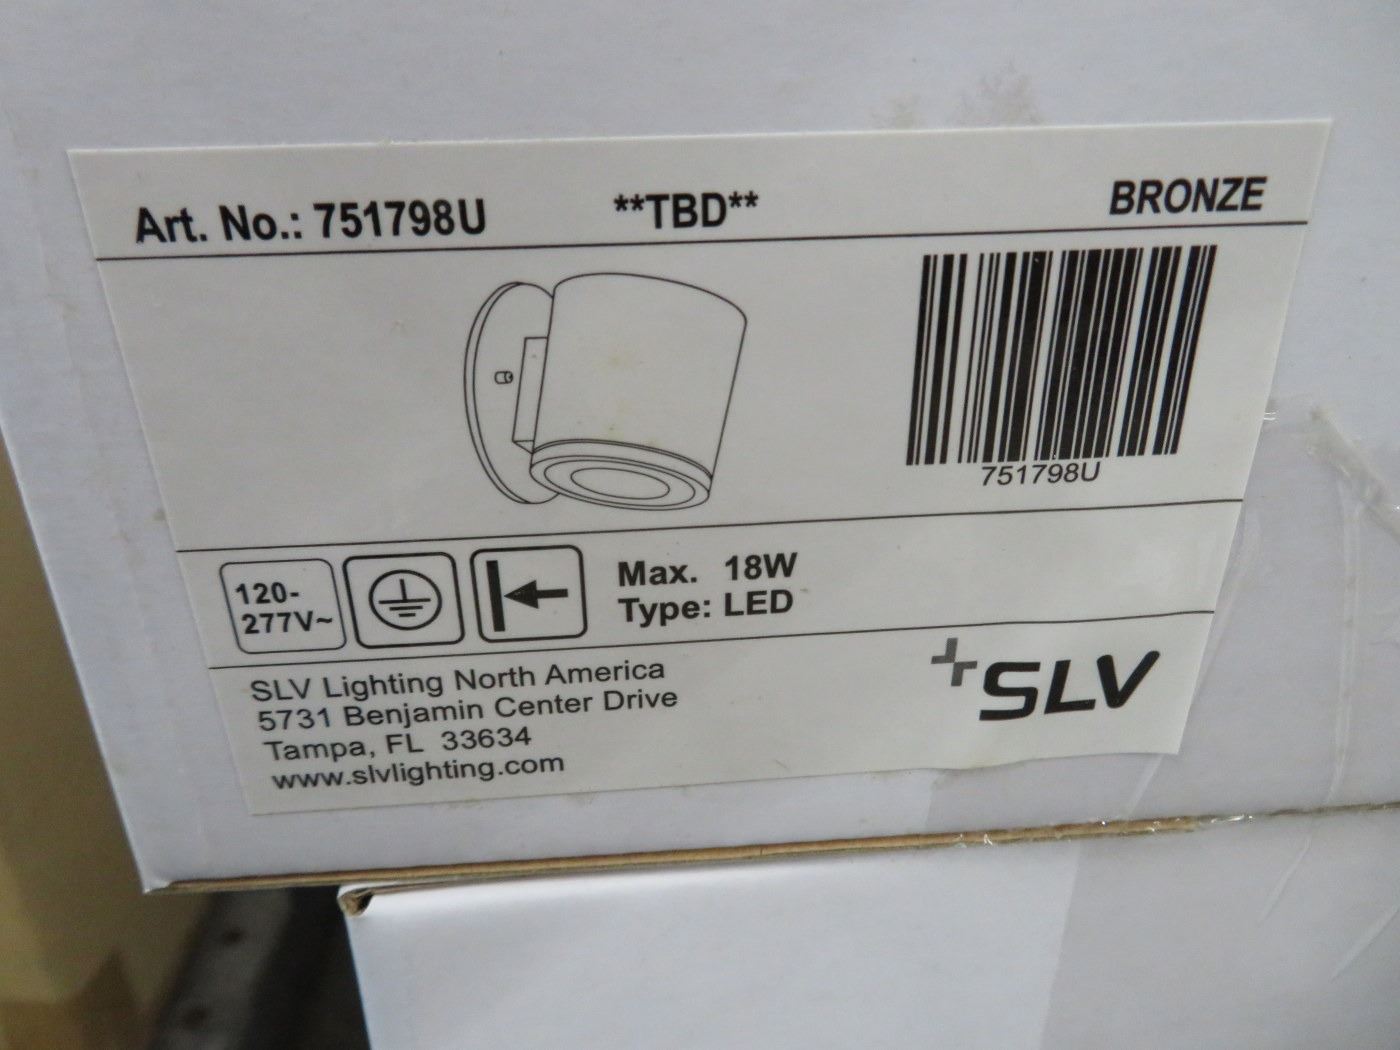 Art. No.: 751798U **TBD** BRONZE
751798U
120-
277V~
Max. 18W
Type: LED
SLV Lighting North America
5731 Benjamin Center Drive
Tampa, FL 33634
www.slvlighting.com
SLV